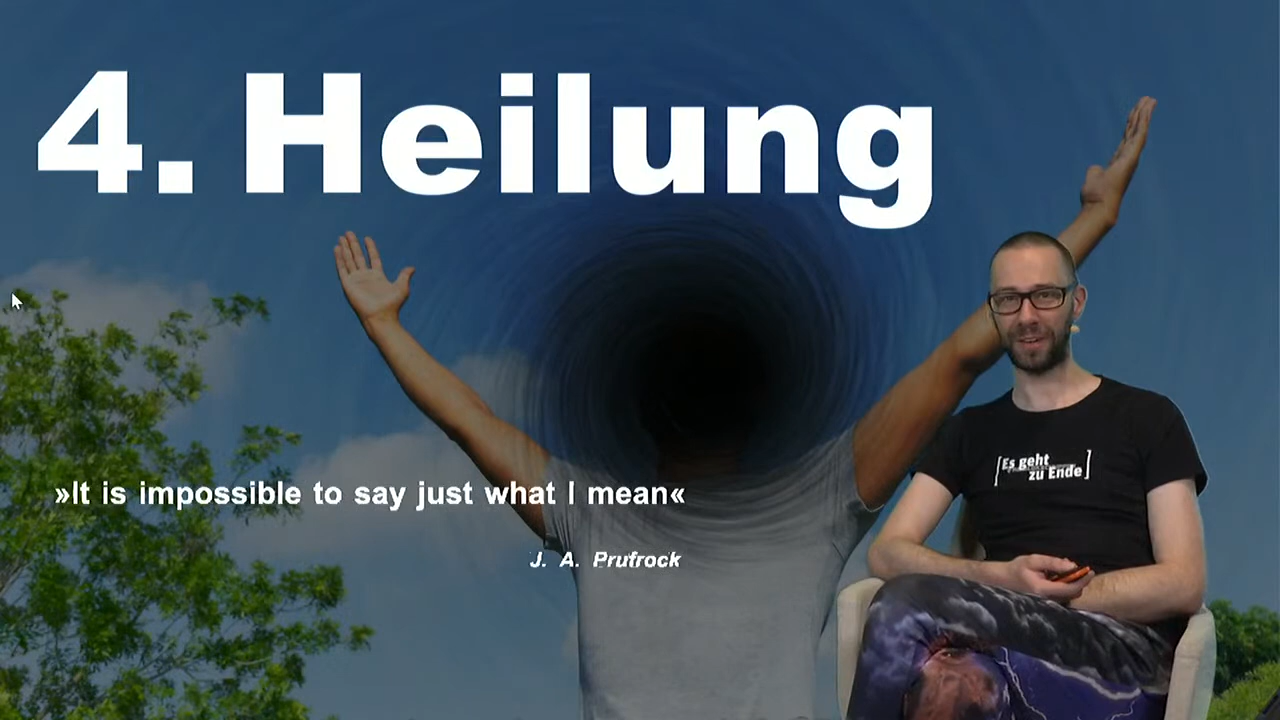 4. Heilung
»It is impossible to say just what I mean«
J. A. Prufrock
[Es geht
zu Ende]